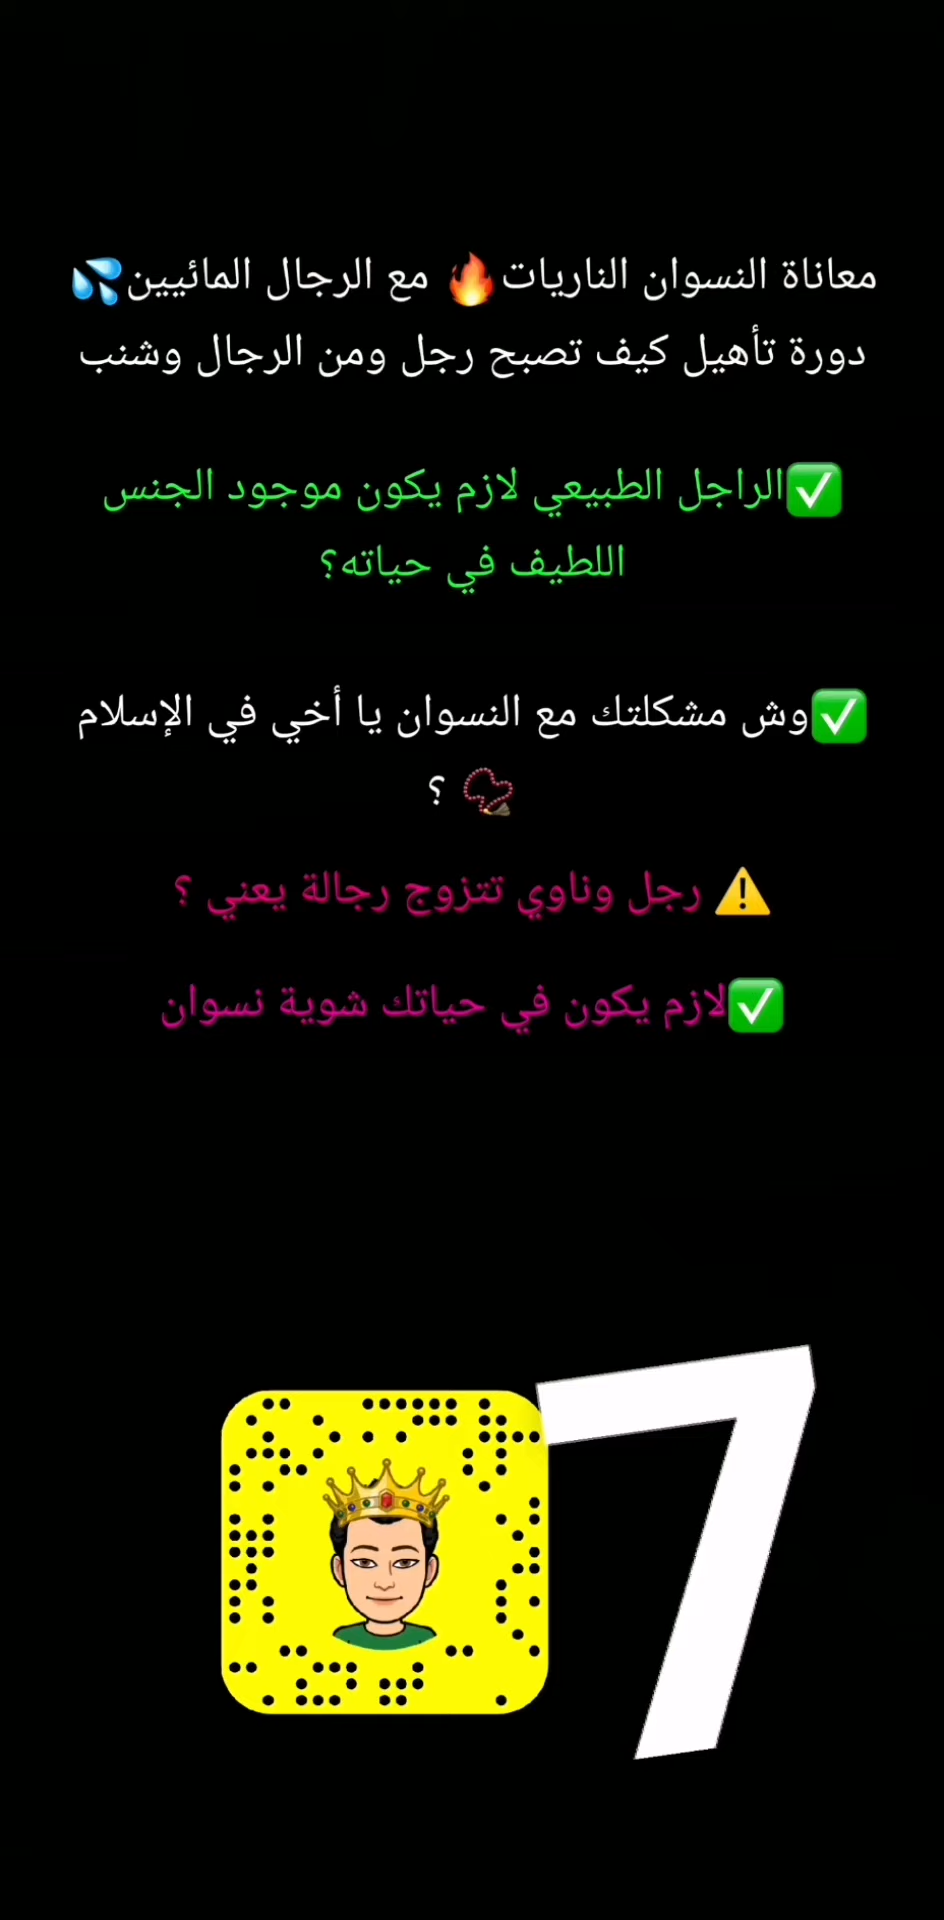 معاناة النسوان الناريات🔥 مع الرجال المائيين💦
دورة تأهيل كيف تصبح رجل ومن الرجال وشنب
✅الراجل الطبيعي لازم يكون موجود الجنس
اللطيف في حياته؟
✅وش مشكلتك مع النسوان يا أخي في الإسلام
📿 ؟
⚠️ رجل وناوي تتزوج رجالة يعني ؟
✅لازم يكون في حياتك شوية نسوان
7